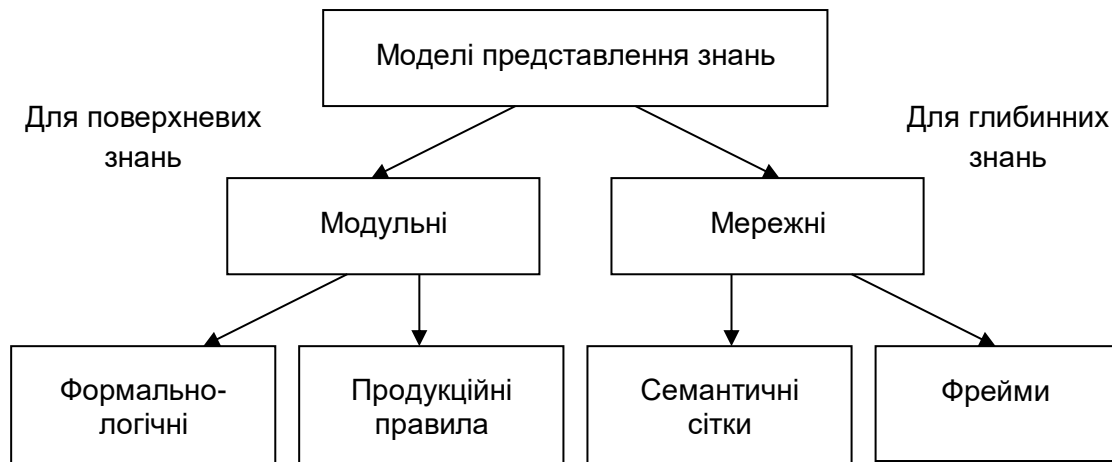 Моделі представлення знань
Для поверхневих
знань
Для глибинних
знань
Модульні
Мережні
Формально-
логічні
Продукційні
правила
Семантичні
сітки
Фрейми